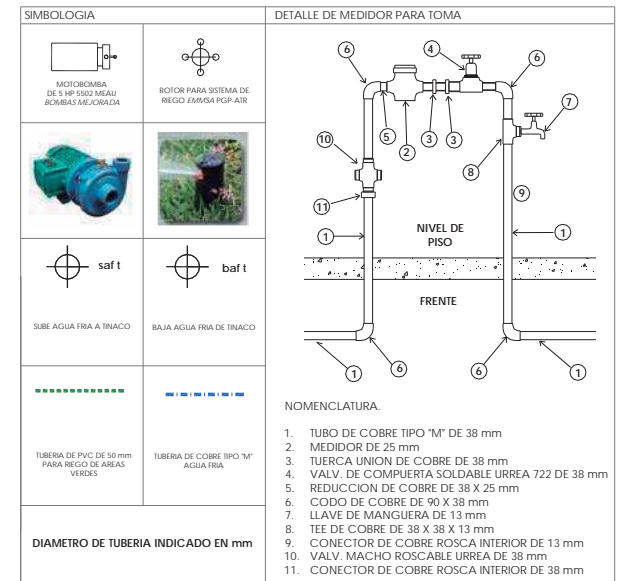 SIMBOLOGIA
MOTOBOMBA
DE 5 HP 5502 MEAU
BOMBAS MEJORADA
ROTOR PARA SISTEMA DE
RIEGO EMMSA PGP-ATR
saf t
baf t
SUBE AGUA FRIA A TINACO
BAJA AGUA FRIA DE TINACO
TUBERIA DE PVC DE 50 mm
PARA RIEGO DE AREAS
VERDES
TUBERIA DE COBRE TIPO "M"
AGUA FRIA
DIAMETRO DE TUBERIA INDICADO EN mm
DETALLE DE MEDIDOR PARA TOMA
6
4
6
7
5
2
3
3
10
8
11
9
1
NIVEL DE
PISO
1
FRENTE
1
6
6
1
NOMENCLATURA.
1. TUBO DE COBRE TIPO "M" DE 38 mm
2. MEDIDOR DE 25 mm
3. TUERCA UNION DE COBRE DE 38 mm
4. VALV. DE COMPUERTA SOLDABLE URREA 722 DE 38 mm
5. REDUCCION DE COBRE DE 38 X 25 mm
6. CODO DE COBRE DE 90 X 38 mm
7. LLAVE DE MANGUERA DE 13 mm
8. TEE DE COBRE DE 38 X 38 X 13 mm
9. CONECTOR DE COBRE ROSCA INTERIOR DE 13 mm
10. VALV. MACHO ROSCABLE URREA DE 38 mm
11. CONECTOR DE COBRE ROSCA INTERIOR DE 38 mm